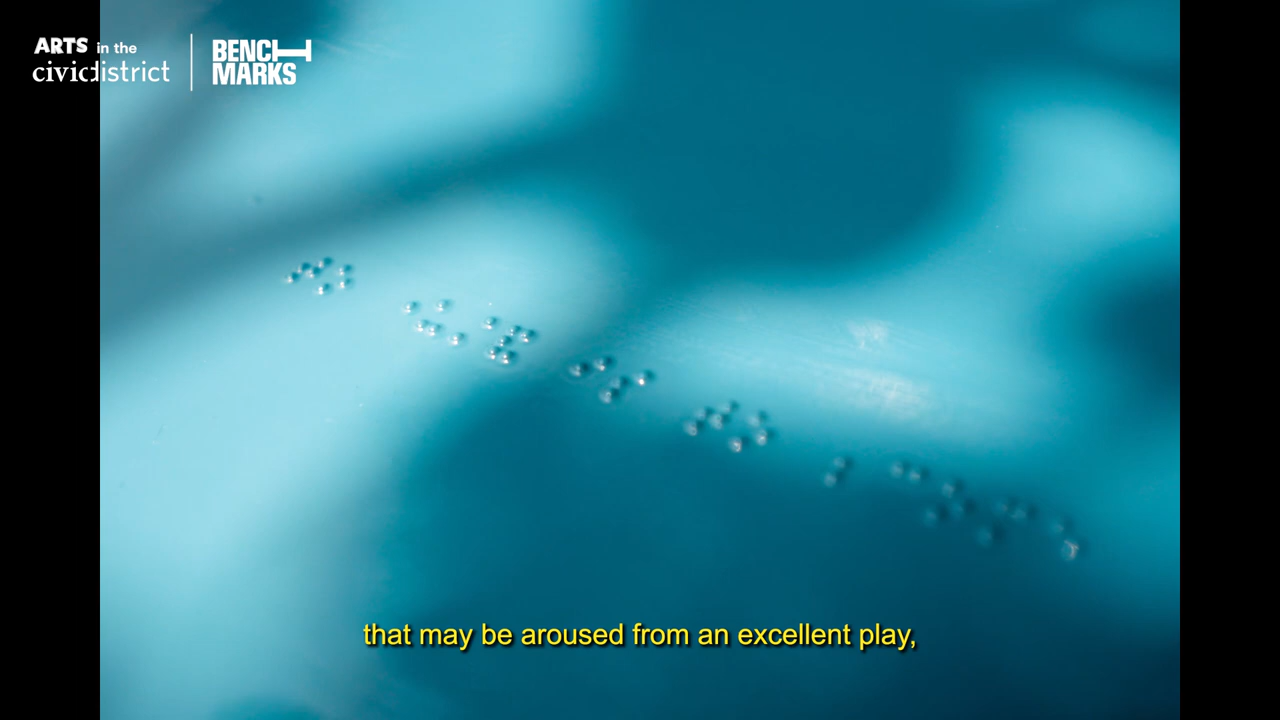 ARTS in the
civicdistrict
BENCH
MARKS
that may be aroused from an excellent play,